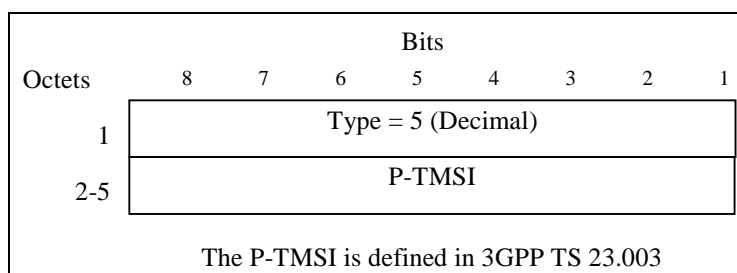 Bits
Octets 8 7 6 5 4 3 2 1
1 Type = 5 (Decimal)
2-5 P-TMSI
The P-TMSI is defined in 3GPP TS 23.003